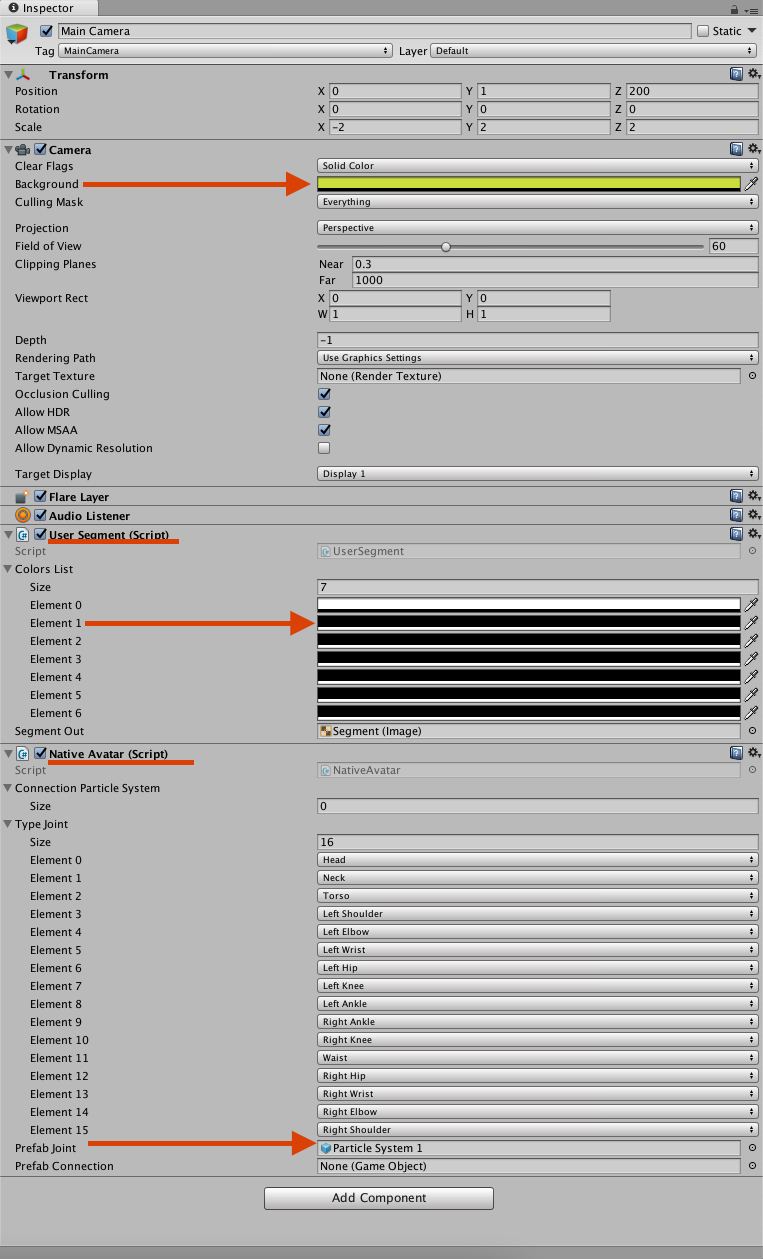 Inspector
Main Camera Static
Tag MainCamera Layer Default
Transform
Position X 0 Y 1 Z 200
Rotation X 0 Y 0 Z 0
Scale X -2 Y 2 Z 2
Camera
Clear Flags Solid Color
Background
Culling Mask Everything
Projection Perspective
Field of View 60
Clipping Planes Near 0.3
Far 1000
Viewport Rect X 0 Y 0
W 1 H 1
Depth -1
Rendering Path Use Graphics Settings
Target Texture None (Render Texture)
Occlusion Culling
Allow HDR
Allow MSAA
Allow Dynamic Resolution
Target Display Display 1
Flare Layer
Audio Listener
User Segment (Script)
Script UserSegment
Colors List
Size 7
Element 0
Element 1
Element 2
Element 3
Element 4
Element 5
Element 6
Segment Out Segment (Image)
Native Avatar (Script)
Script NativeAvatar
Connection Particle System
Size 0
Type Joint
Size 16
Element 0 Head
Element 1 Neck
Element 2 Torso
Element 3 Left Shoulder
Element 4 Left Elbow
Element 5 Left Wrist
Element 6 Left Hip
Element 7 Left Knee
Element 8 Left Ankle
Element 9 Right Ankle
Element 10 Right Knee
Element 11 Waist
Element 12 Right Hip
Element 13 Right Wrist
Element 14 Right Elbow
Element 15 Right Shoulder
Prefab Joint Particle System 1
Prefab Connection None (Game Object)
Add Component